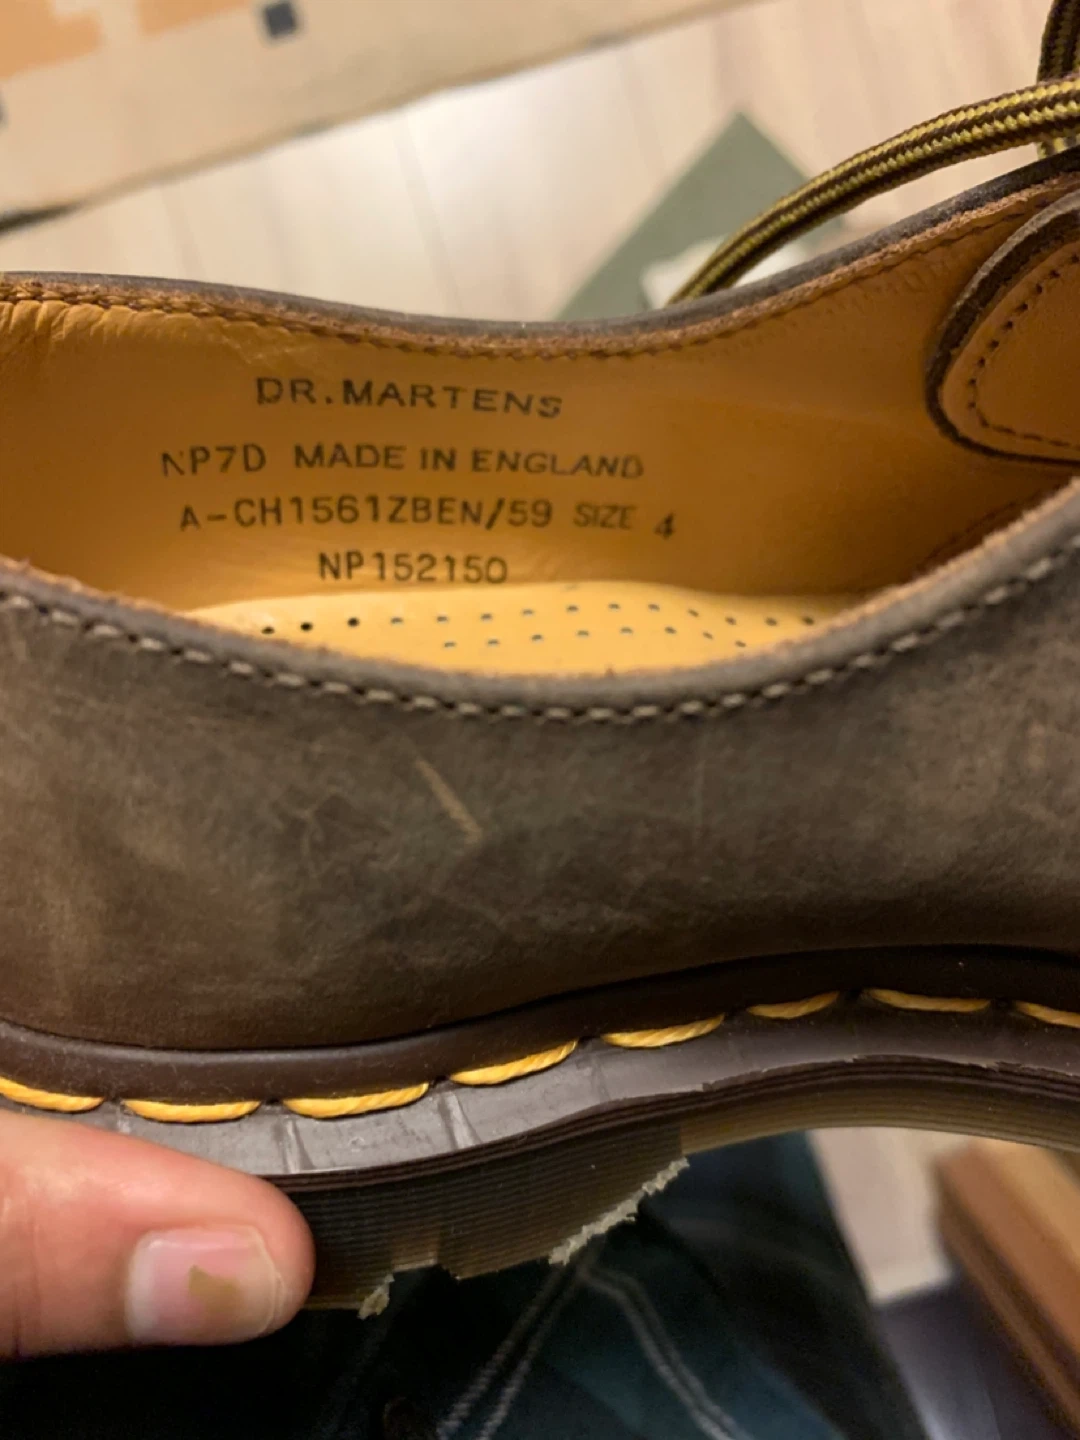 DR.MARTENS
NP7D MADE IN ENGLAND
A-CH1561ZBEN/59 SIZE 4
NP152150